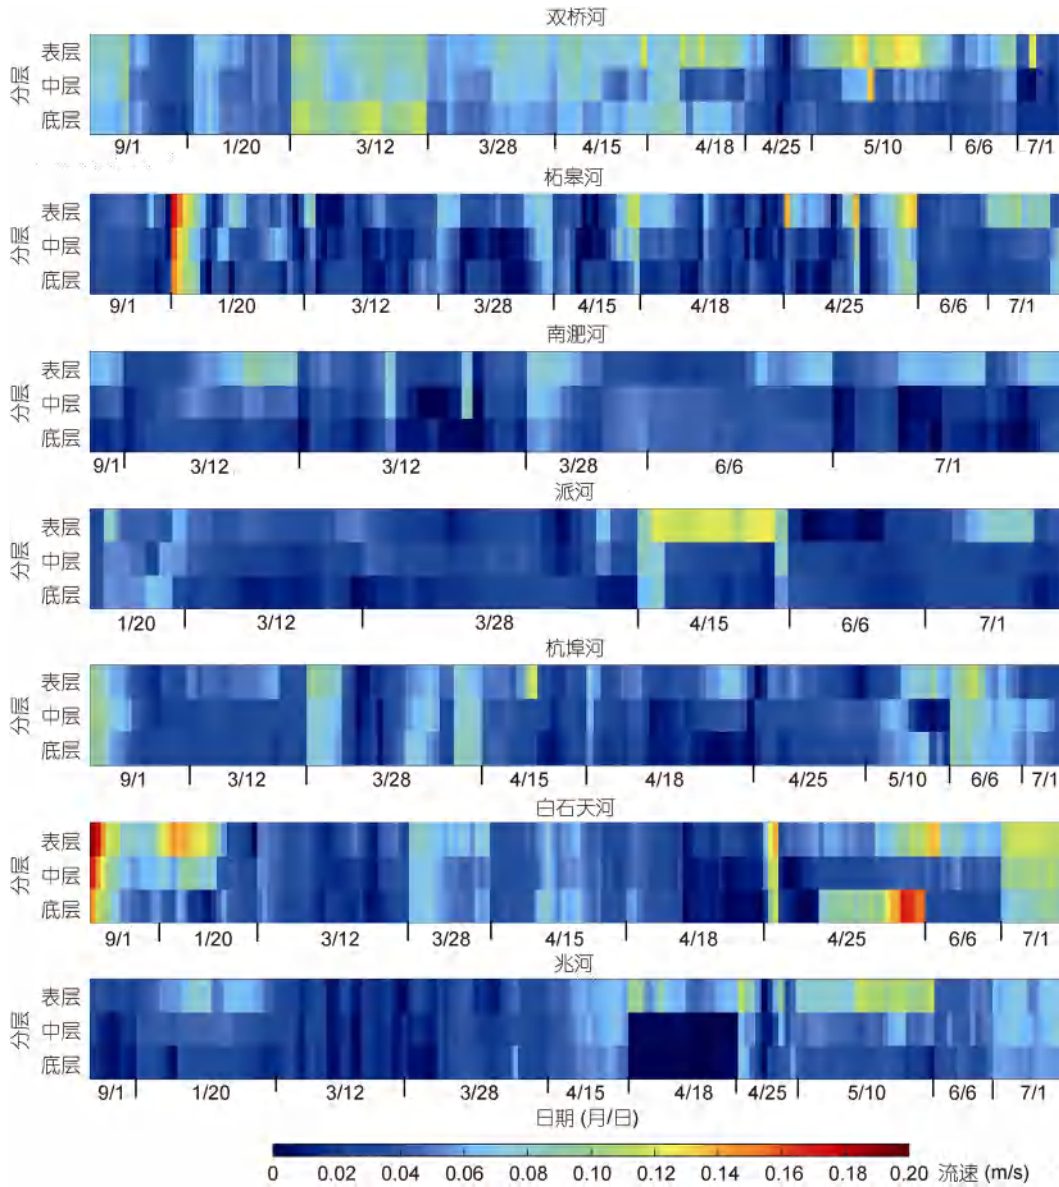 双桥河
分层
表层
中层
底层
9/1 1/20 3/12 3/28 4/15 4/18 4/25 5/10 6/6 7/1
柘皋河
分层
表层
中层
底层
9/1 1/20 3/12 3/28 4/15 4/18 4/25 6/6 7/1
南淝河
分层
表层
中层
底层
9/1 3/12 3/12 3/28 6/6 7/1
派河
分层
表层
中层
底层
1/20 3/12 3/28 4/15 6/6 7/1
杭埠河
分层
表层
中层
底层
9/1 3/12 3/28 4/15 4/18 4/25 5/10 6/6 7/1
白石天河
分层
表层
中层
底层
9/1 1/20 3/12 3/28 4/15 4/18 4/25 6/6 7/1
兆河
分层
表层
中层
底层
9/1 1/20 3/12 3/28 4/15 4/18 4/25 5/10 6/6 7/1
日期 (月/日)
0 0.02 0.04 0.06 0.08 0.10 0.12 0.14 0.16 0.18 0.20 流速 (m/s)